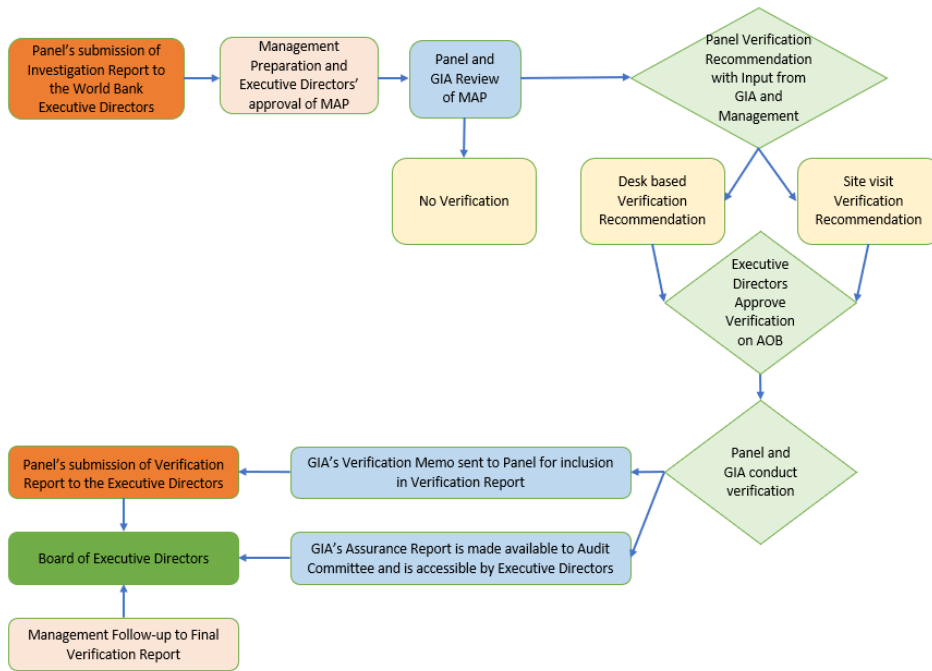 Panel's submission of
Investigation Report to
the World Bank
Executive Directors
Management
Preparation and
Executive Directors'
approval of MAP
Panel and
GIA Review
of MAP
Panel Verification
Recommendation
with Input from
GIA and
Management
No Verification
Desk based
Verification
Recommendation
Site visit
Verification
Recommendation
Executive
Directors
Approve
Verification
on AOB
Panel and
GIA conduct
verification
GIA's Verification Memo sent to Panel for inclusion
in Verification Report
Panel's submission of Verification
Report to the Executive Directors
GIA's Assurance Report is made available to Audit
Committee and is accessible by Executive Directors
Board of Executive Directors
Management Follow-up to Final
Verification Report